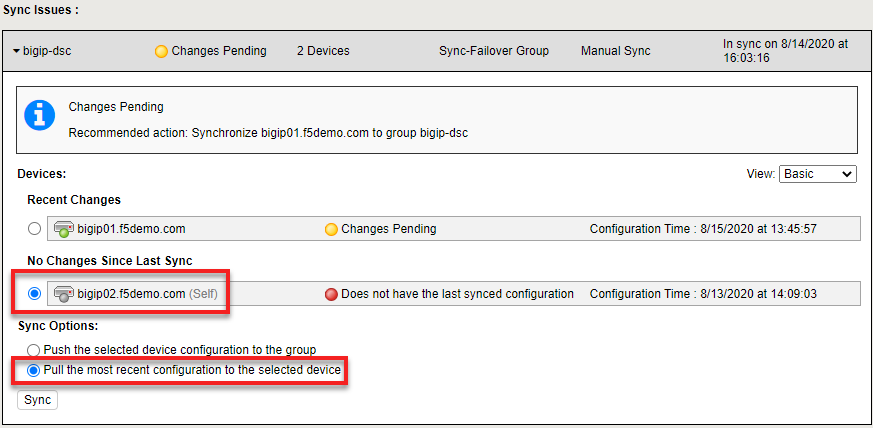 Sync Issues :
bigip-dsc Changes Pending 2 Devices Sync-Failover Group Manual Sync In sync on 8/14/2020 at
16:03:16
Changes Pending
Recommended action: Synchronize bigip01.f5demo.com to group bigip-dsc
Devices: View: Basic
Recent Changes
bigip01.f5demo.com Changes Pending Configuration Time : 8/15/2020 at 13:45:57
No Changes Since Last Sync
bigip02.f5demo.com (Self) Does not have the last synced configuration Configuration Time : 8/13/2020 at 14:09:03
Sync Options:
Push the selected device configuration to the group
Pull the most recent configuration to the selected device
Sync